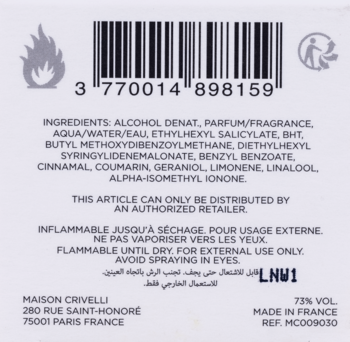 3 770014 898159
INGREDIENTS: ALCOHOL DENAT., PARFUM/FRAGRANCE,
AQUA/WATER/EAU, ETHYLHEXYL SALICYLATE, BHT,
BUTYL METHOXYDIBENZOYLMETHANE, DIETHYLHEXYL
SYRINGYLIDENEMALONATE, BENZYL BENZOATE,
CINNAMAL, COUMARIN, GERANIOL, LIMONENE, LINALOOL,
ALPHA-ISOMETHYL IONONE.
THIS ARTICLE CAN ONLY BE DISTRIBUTED BY
AN AUTHORIZED RETAILER.
INFLAMMABLE JUSQU'À SÉCHAGE. POUR USAGE EXTERNE.
NE PAS VAPORISER VERS LES YEUX.
FLAMMABLE UNTIL DRY. FOR EXTERNAL USE ONLY.
AVOID SPRAYING IN EYES.
قابل للاشتعال حتى يجف. تجنب الرش باتجاه العينين.
للاستعمال الخارجي فقط.
LNW1
MAISON CRIVELLI
280 RUE SAINT-HONORÉ
75001 PARIS FRANCE
73% VOL.
MADE IN FRANCE
REF. MC009030